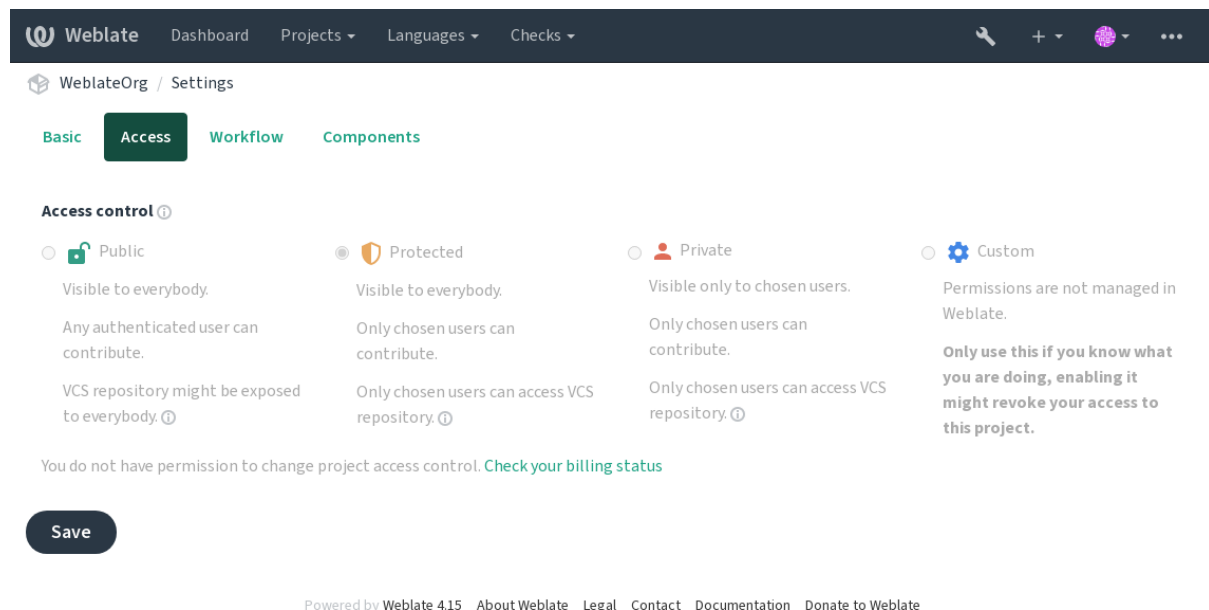 Weblate Dashboard Projects Languages Checks
WeblateOrg / Settings
Basic Access Workflow Components
Access control
Public
Visible to everybody.
Any authenticated user can
contribute.
VCS repository might be exposed
to everybody.
Protected
Visible to everybody.
Only chosen users can
contribute.
Only chosen users can access VCS
repository.
Private
Visible only to chosen users.
Only chosen users can
contribute.
Only chosen users can access VCS
repository.
Custom
Permissions are not managed in
Weblate.
Only use this if you know what
you are doing, enabling it
might revoke your access to
this project.
You do not have permission to change project access control. Check your billing status
Save
Powered by Weblate 4.15 About Weblate Legal Contact Documentation Donate to Weblate